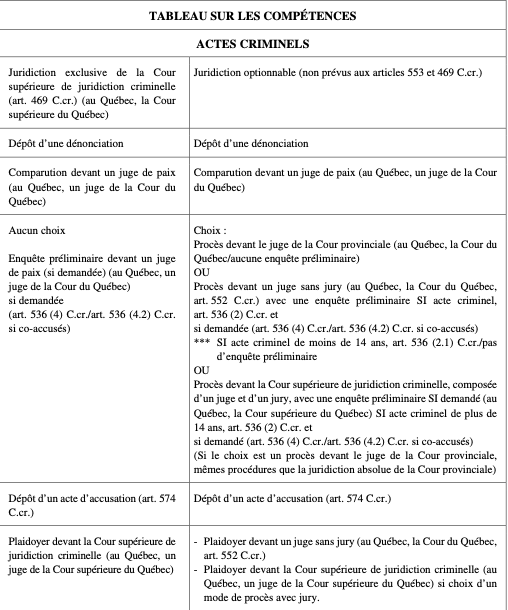 TABLEAU SUR LES COMPÉTENCES
ACTES CRIMINELS
Juridiction exclusive de la Cour
supérieure de juridiction criminelle
(art. 469 C.cr.) (au Québec, la Cour
supérieure du Québec)
Juridiction optionnable (non prévus aux articles 553 et 469 C.cr.)
Dépôt d'une dénonciation
Dépôt d'une dénonciation
Comparution devant un juge de paix
(au Québec, un juge de la Cour du
Québec)
Comparution devant un juge de paix (au Québec, un juge de la Cour
du Québec)
Aucun choix
Enquête préliminaire devant un juge
de paix (si demandée) (au Québec, un
juge de la Cour du Québec)
si demandée
(art. 536 (4) C.cr./art. 536 (4.2) C.cr.
si co-accusés)
Choix :
Procès devant le juge de la Cour provinciale (au Québec, la Cour du
Québec/aucune enquête préliminaire)
OU
Procès devant un juge sans jury (au Québec, la Cour du Québec,
art. 552 C.cr.) avec une enquête préliminaire SI acte criminel,
art. 536 (2) C.cr. et
si demandée (art. 536 (4) C.cr./art. 536 (4.2) C.cr. si co-accusés)
*** SI acte criminel de moins de 14 ans, art. 536 (2.1) C.cr./pas
d'enquête préliminaire
OU
Procès devant la Cour supérieure de juridiction criminelle, composée
d'un juge et d'un jury, avec une enquête préliminaire SI demandé (au
Québec, la Cour supérieure du Québec) SI acte criminel de plus de
14 ans, art. 536 (2) C.cr. et
si demandé (art. 536 (4) C.cr./art. 536 (4.2) C.cr. si co-accusés)
(Si le choix est un procès devant le juge de la Cour provinciale,
mêmes procédures que la juridiction absolue de la Cour provinciale)
Dépôt d'un acte d'accusation (art. 574
C.cr.)
Dépôt d'un acte d'accusation (art. 574 C.cr.)
Plaidoyer devant la Cour supérieure de
juridiction criminelle (au Québec, un
juge de la Cour supérieure du Québec)
- Plaidoyer devant un juge sans jury (au Québec, la Cour du Québec,
art. 552 C.cr.)
- Plaidoyer devant la Cour supérieure de juridiction criminelle (au
Québec, un juge de la Cour supérieure du Québec) si choix d'un
mode de procès avec jury.